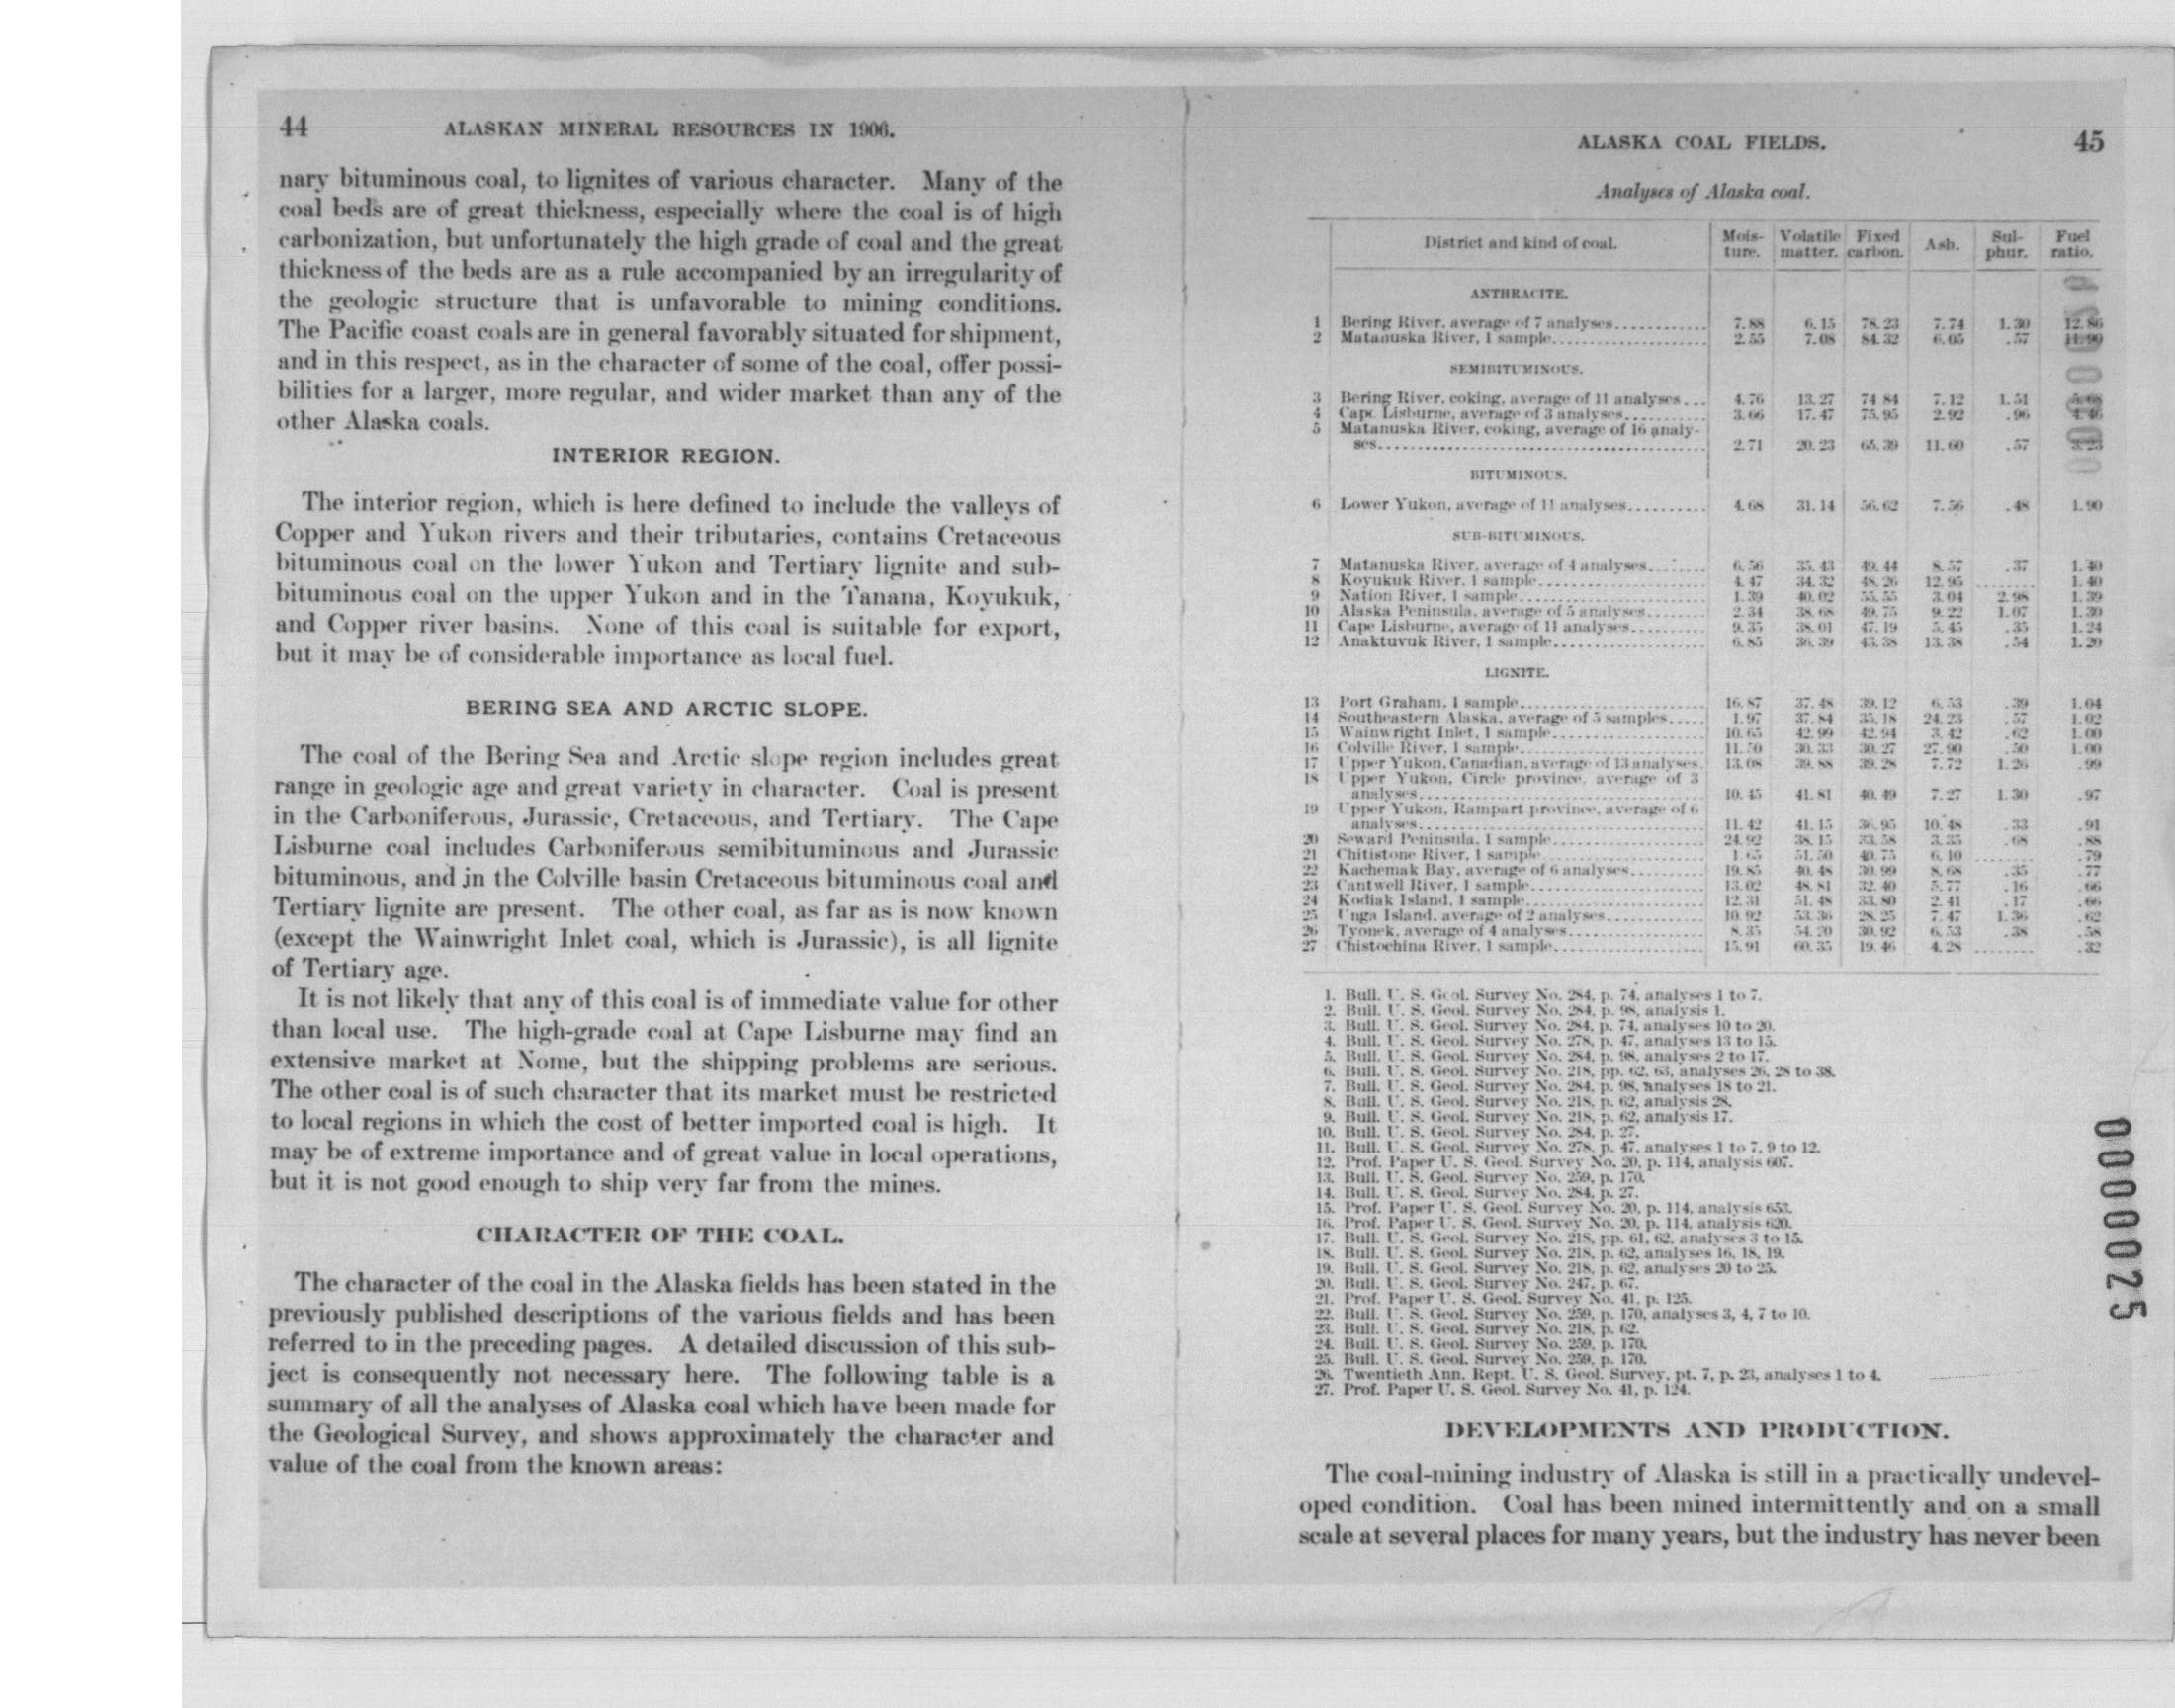 44 ALASKAN MINERAL RESOURCES IN 1906.
nary bituminous coal, to lignites of various character. Many of the
coal beds are of great thickness, especially where the coal is of high
carbonization, but unfortunately the high grade of coal and the great
thickness of the beds are as a rule accompanied by an irregularity of
the geologic structure that is unfavorable to mining conditions.
The Pacific coast coals are in general favorably situated for shipment,
and in this respect, as in the character of some of the coal, offer possi-
bilities for a larger, more regular, and wider market than any of the
other Alaska coals.
INTERIOR REGION.
The interior region, which is here defined to include the valleys of
Copper and Yukon rivers and their tributaries, contains Cretaceous
bituminous coal on the lower Yukon and Tertiary lignite and sub-
bituminous coal on the upper Yukon and in the Tanana, Koyukuk,
and Copper river basins. None of this coal is suitable for export,
but it may be of considerable importance as local fuel.
BERING SEA AND ARCTIC SLOPE.
The coal of the Bering Sea and Arctic slope region includes great
range in geologic age and great variety in character. Coal is present
in the Carboniferous, Jurassic, Cretaceous, and Tertiary. The Cape
Lisburne coal includes Carboniferous semibituminous and Jurassic
bituminous, and in the Colville basin Cretaceous bituminous coal and
Tertiary lignite are present. The other coal, as far as is now known
(except the Wainwright Inlet coal, which is Jurassic), is all lignite
of Tertiary age.
It is not likely that any of this coal is of immediate value for other
than local use. The high-grade coal at Cape Lisburne may find an
extensive market at Nome, but the shipping problems are serious.
The other coal is of such character that its market must be restricted
to local regions in which the cost of better imported coal is high. It
may be of extreme importance and of great value in local operations,
but it is not good enough to ship very far from the mines.
CHARACTER OF THE COAL.
The character of the coal in the Alaska fields has been stated in the
previously published descriptions of the various fields and has been
referred to in the preceding pages. A detailed discussion of this sub-
ject is consequently not necessary here. The following table is a
summary of all the analyses of Alaska coal which have been made for
the Geological Survey, and shows approximately the character and
value of the coal from the known areas:
ALASKA COAL FIELDS. 45
Analyses of Alaska coal.
District and kind of coal. Mois-ture. Volatile matter. Fixed carbon. Ash. Sul-phur. Fuel ratio.
ANTHRACITE.
1 Bering River, average of 7 analyses 7.88 6.15 78.23 7.74 1.30 12.86
2 Matanuska River, 1 sample 2.55 7.08 84.32 6.05 .57 11.90
SEMIBITUMINOUS.
3 Bering River, coking, average of 11 analyses 4.76 13.27 74.84 7.12 1.51
4 Cape Lisburne, average of 3 analyses 3.66 17.47 75.95 2.92 .96 4.46
5 Matanuska River, coking, average of 16 analy-
ses 2.71 20.23 65.39 11.60 .57 3.23
BITUMINOUS.
6 Lower Yukon, average of 11 analyses 4.68 31.14 56.62 7.56 .48 1.90
SUB-BITUMINOUS.
7 Matanuska River, average of 4 analyses 6.56 35.43 49.44 8.57 .37 1.40
8 Koyukuk River, 1 sample 4.47 34.32 48.26 12.95 1.40
9 Nation River, 1 sample 1.39 40.02 55.55 3.04 2.98 1.39
10 Alaska Peninsula, average of 5 analyses 2.34 38.68 49.75 9.22 1.07 1.30
11 Cape Lisburne, average of 11 analyses 9.35 38.01 47.19 5.45 .35 1.24
12 Anaktuvuk River, 1 sample 6.85 36.39 43.38 13.38 .54 1.20
LIGNITE.
13 Port Graham, 1 sample 16.87 37.48 39.12 6.53 .39 1.04
14 Southeastern Alaska, average of 5 samples 1.97 37.84 35.18 24.23 .57 1.02
15 Wainwright Inlet, 1 sample 10.65 42.99 42.94 3.42 .62 1.00
16 Colville River, 1 sample 11.50 30.33 30.27 27.90 .50 1.00
17 Upper Yukon, Canadian, average of 13 analyses. 13.08 39.88 39.28 7.72 1.26 .99
18 Upper Yukon, Circle province, average of 3
analyses 10.45 41.81 40.49 7.27 1.30 .97
19 Upper Yukon, Rampart province, average of 6
analyses 11.42 41.15 36.95 10.48 .33 .91
20 Seward Peninsula, 1 sample 24.92 38.15 33.58 3.35 .68 .88
21 Chitistone River, 1 sample 1.65 51.50 40.75 6.10 .79
22 Kachemak Bay, average of 6 analyses 19.85 40.48 30.99 8.68 .35 .77
23 Cantwell River, 1 sample 13.02 48.81 32.40 5.77 .16 .66
24 Kodiak Island, 1 sample 12.31 51.48 33.80 2.41 .17 .66
25 Unga Island, average of 2 analyses 10.92 53.36 28.25 7.47 1.36 .62
26 Tyonek, average of 4 analyses 8.35 54.20 30.92 6.53 .38 .58
27 Chistochina River, 1 sample 15.91 60.35 19.46 4.28 .32
1. Bull. U. S. Geol. Survey No. 284, p. 74, analyses 1 to 7.
2. Bull. U. S. Geol. Survey No. 284, p. 98, analysis 1.
3. Bull. U. S. Geol. Survey No. 284, p. 74, analyses 10 to 20.
4. Bull. U. S. Geol. Survey No. 278, p. 47, analyses 13 to 15.
5. Bull. U. S. Geol. Survey No. 284, p. 98, analyses 2 to 17.
6. Bull. U. S. Geol. Survey No. 218, pp. 62, 63, analyses 26, 28 to 38.
7. Bull. U. S. Geol. Survey No. 284, p. 98, analyses 18 to 21.
8. Bull. U. S. Geol. Survey No. 218, p. 62, analysis 28.
9. Bull. U. S. Geol. Survey No. 218, p. 62, analysis 17.
10. Bull. U. S. Geol. Survey No. 284, p. 27.
11. Bull. U. S. Geol. Survey No. 278, p. 47, analyses 1 to 7, 9 to 12.
12. Prof. Paper U. S. Geol. Survey No. 20, p. 114, analysis 607.
13. Bull. U. S. Geol. Survey No. 259, p. 170.
14. Bull. U. S. Geol. Survey No. 284, p. 27.
15. Prof. Paper U. S. Geol. Survey No. 20, p. 114, analysis 653.
16. Prof. Paper U. S. Geol. Survey No. 20, p. 114, analysis 620.
17. Bull. U. S. Geol. Survey No. 218, pp. 61, 62, analyses 3 to 15.
18. Bull. U. S. Geol. Survey No. 218, p. 62, analyses 16, 18, 19.
19. Bull. U. S. Geol. Survey No. 218, p. 62, analyses 20 to 25.
20. Bull. U. S. Geol. Survey No. 247, p. 67.
21. Prof. Paper U. S. Geol. Survey No. 41, p. 125.
22. Bull. U. S. Geol. Survey No. 259, p. 170, analyses 3, 4, 7 to 10.
23. Bull. U. S. Geol. Survey No. 218, p. 62.
24. Bull. U. S. Geol. Survey No. 259, p. 170.
25. Bull. U. S. Geol. Survey No. 259, p. 170.
26. Twentieth Ann. Rept. U. S. Geol. Survey, pt. 7, p. 23, analyses 1 to 4.
27. Prof. Paper U. S. Geol. Survey No. 41, p. 124.
DEVELOPMENTS AND PRODUCTION.
The coal-mining industry of Alaska is still in a practically undevel-
oped condition. Coal has been mined intermittently and on a small
scale at several places for many years, but the industry has never been
000025